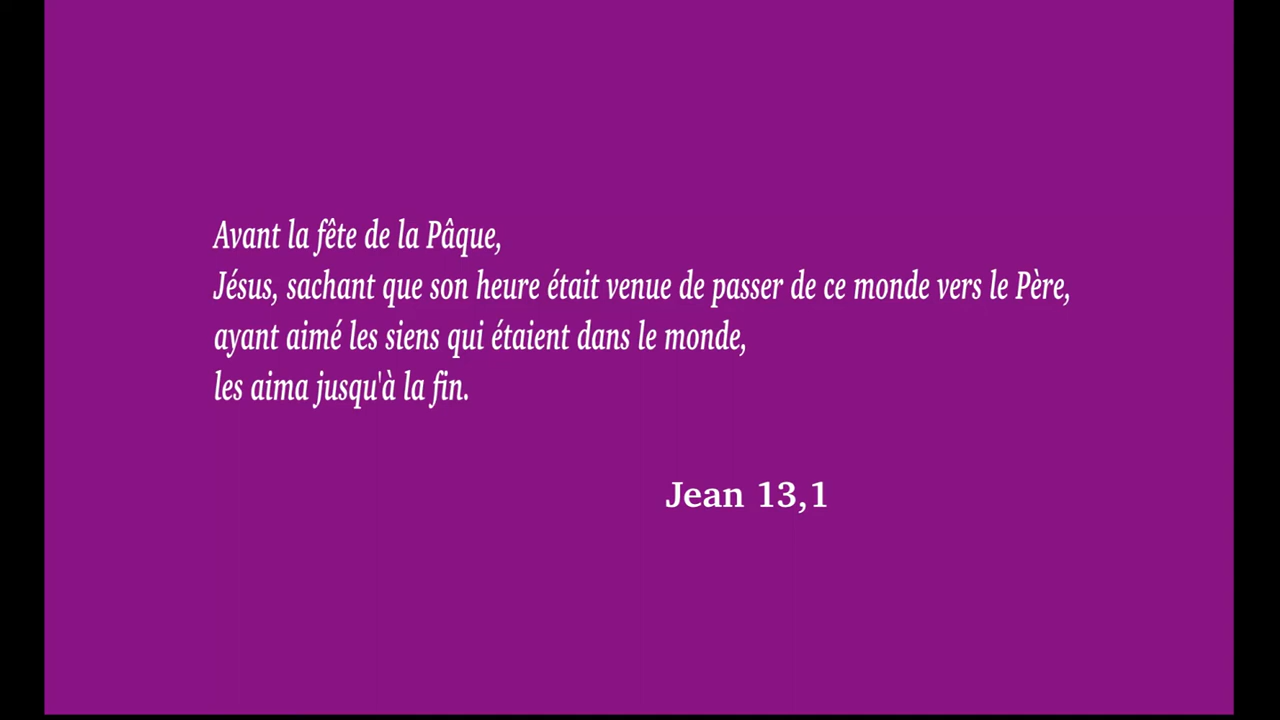 Avant la fête de la Pâque,
Jésus, sachant que son heure était venue de passer de ce monde vers le Père,
ayant aimé les siens qui étaient dans le monde,
les aima jusqu'à la fin.
Jean 13,1